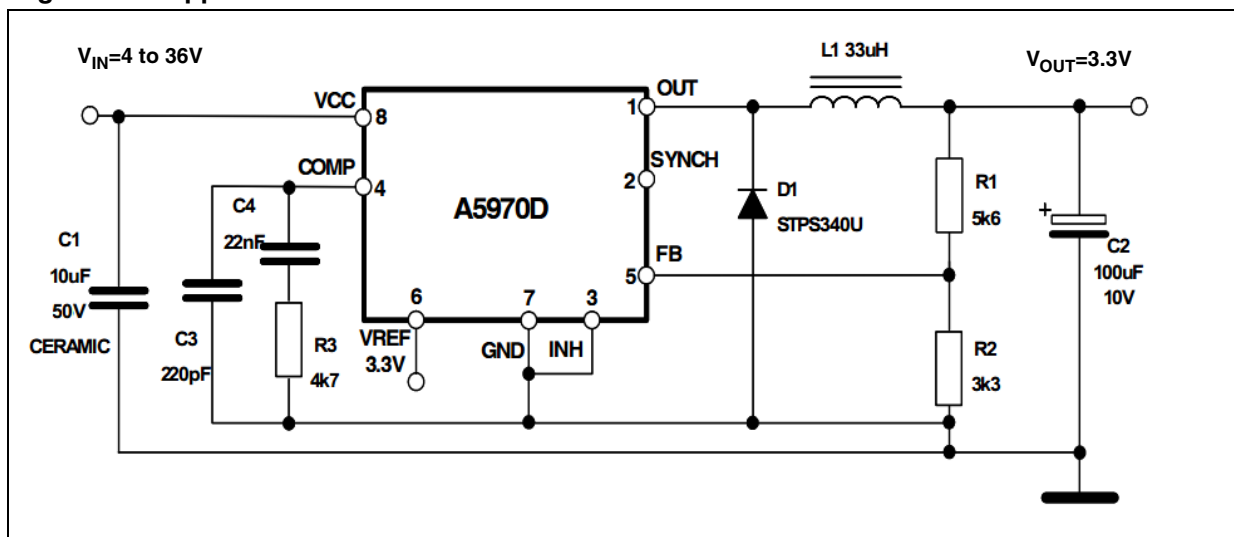 V_IN=4 to 36V
L1 33uH
V_OUT=3.3V
VCC
8
OUT
1
COMP
4
SYNCH
2
A5970D
C4
22nF
D1
STPS340U
R1
5k6
C1
10uF
50V
CERAMIC
FB
5
+
C2
100uF
10V
6
7
3
C3
220pF
VREF
3.3V
GND
INH
R3
4k7
R2
3k3